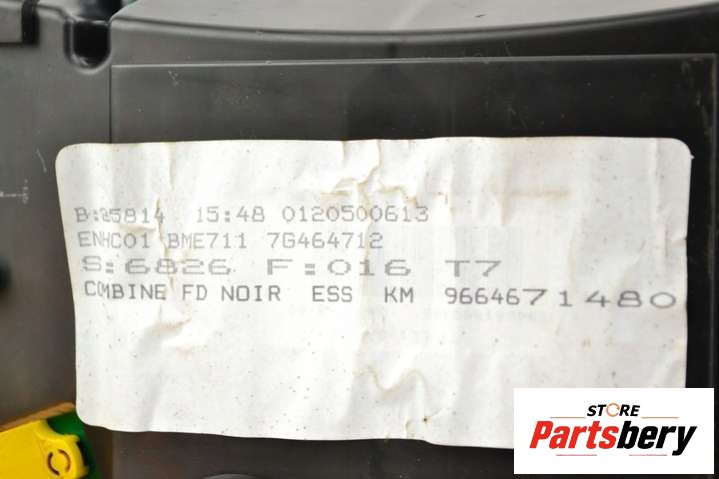 B:25814 15:48 0120500613
ENHC01 BME711 7G464712
S:6826 F:016 T7
COMBINE FD NOIR ESS KM 9664671480
STORE
Partsbery